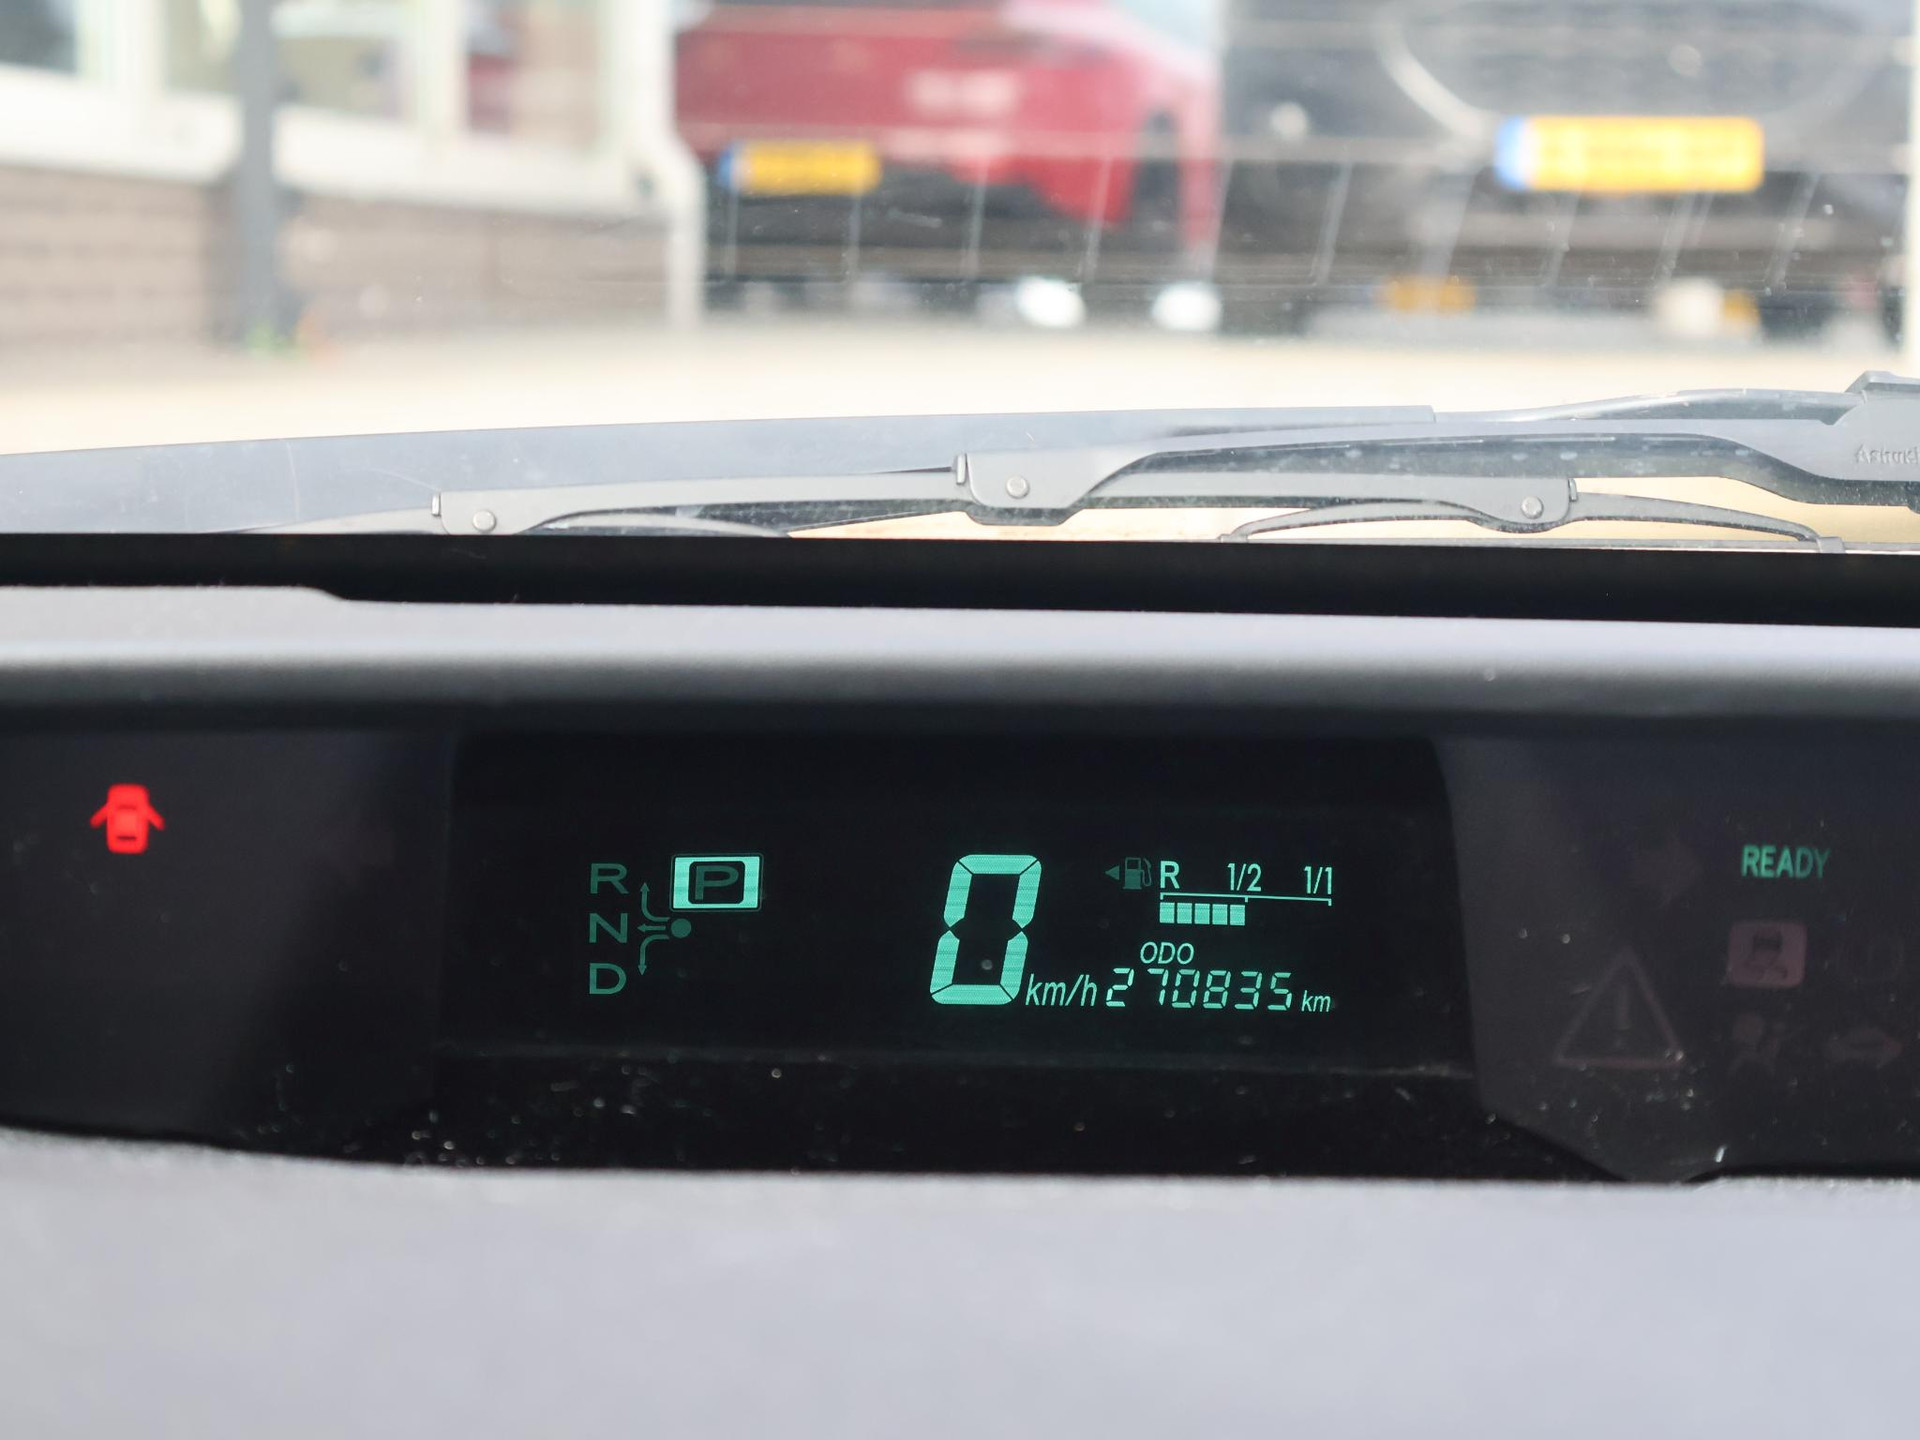 R P
N
D
0 km/h
R 1/2 1/1
ODO
270835 km
READY